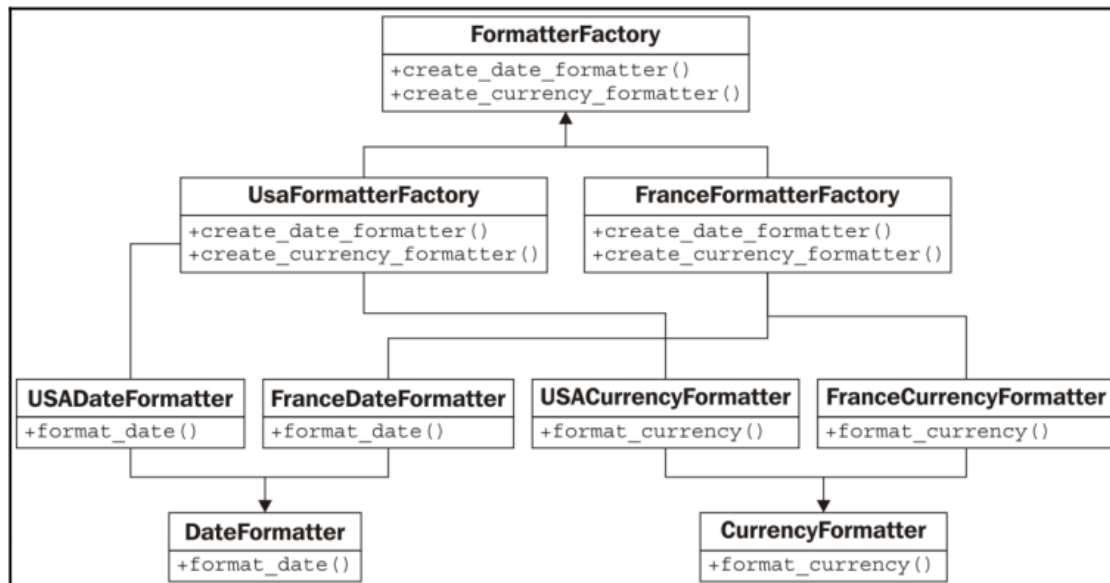 FormatterFactory
+create_date_formatter()
+create_currency_formatter()
UsaFormatterFactory
+create_date_formatter()
+create_currency_formatter()
FranceFormatterFactory
+create_date_formatter()
+create_currency_formatter()
USADateFormatter
+format_date()
FranceDateFormatter
+format_date()
USACurrencyFormatter
+format_currency()
FranceCurrencyFormatter
+format_currency()
DateFormatter
+format_date()
CurrencyFormatter
+format_currency()